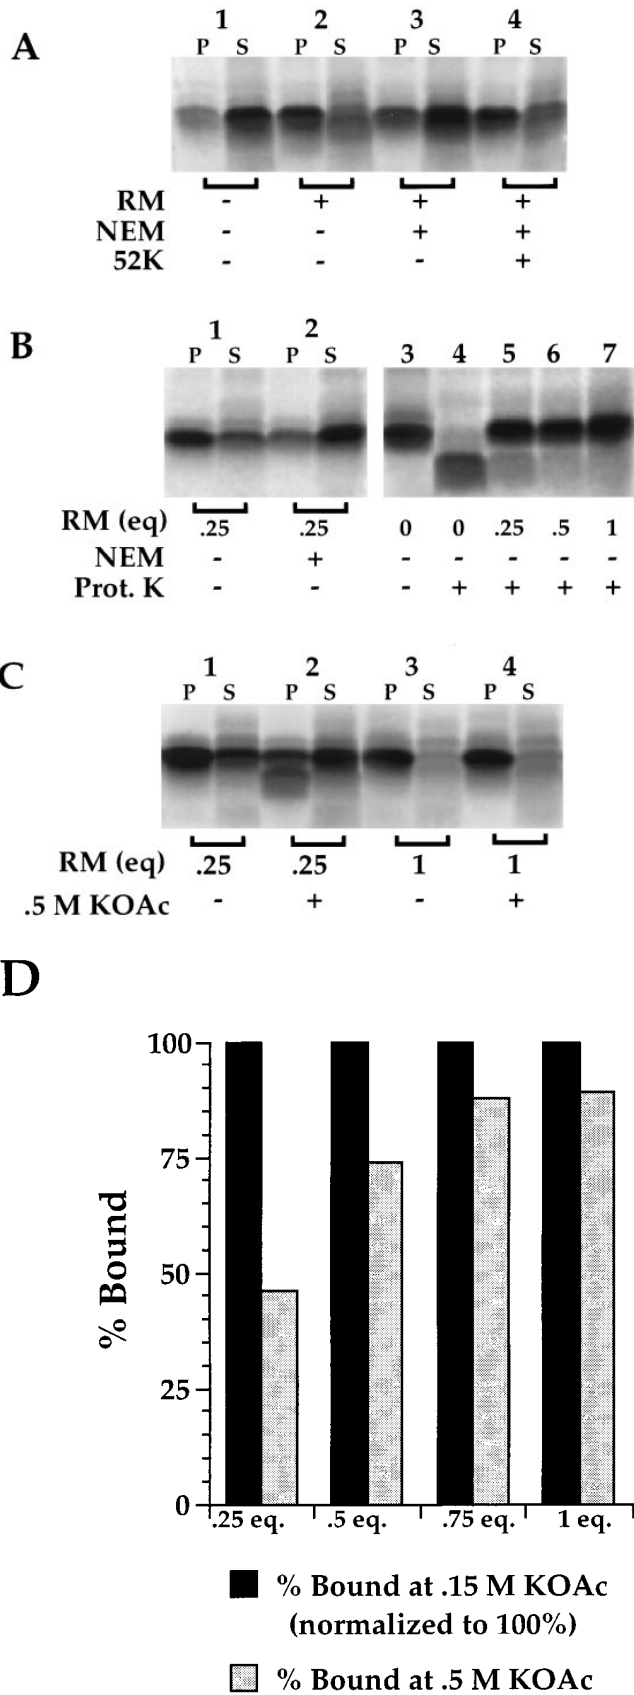 A
1 2 3 4
P S P S P S P S
RM - + + +
NEM - - + +
52K - - - +
B
1 2 3 4 5 6 7
P S P S
RM (eq) .25 .25 0 0 .25 .5 1
NEM - + - - - - -
Prot. K - - - + + + +
C
1 2 3 4
P S P S P S P S
RM (eq) .25 .25 1 1
.5 M KOAc - + - +
D
100
75
50
25
0
% Bound
.25 eq. .5 eq. .75 eq. 1 eq.
% Bound at .15 M KOAc
(normalized to 100%)
% Bound at .5 M KOAc